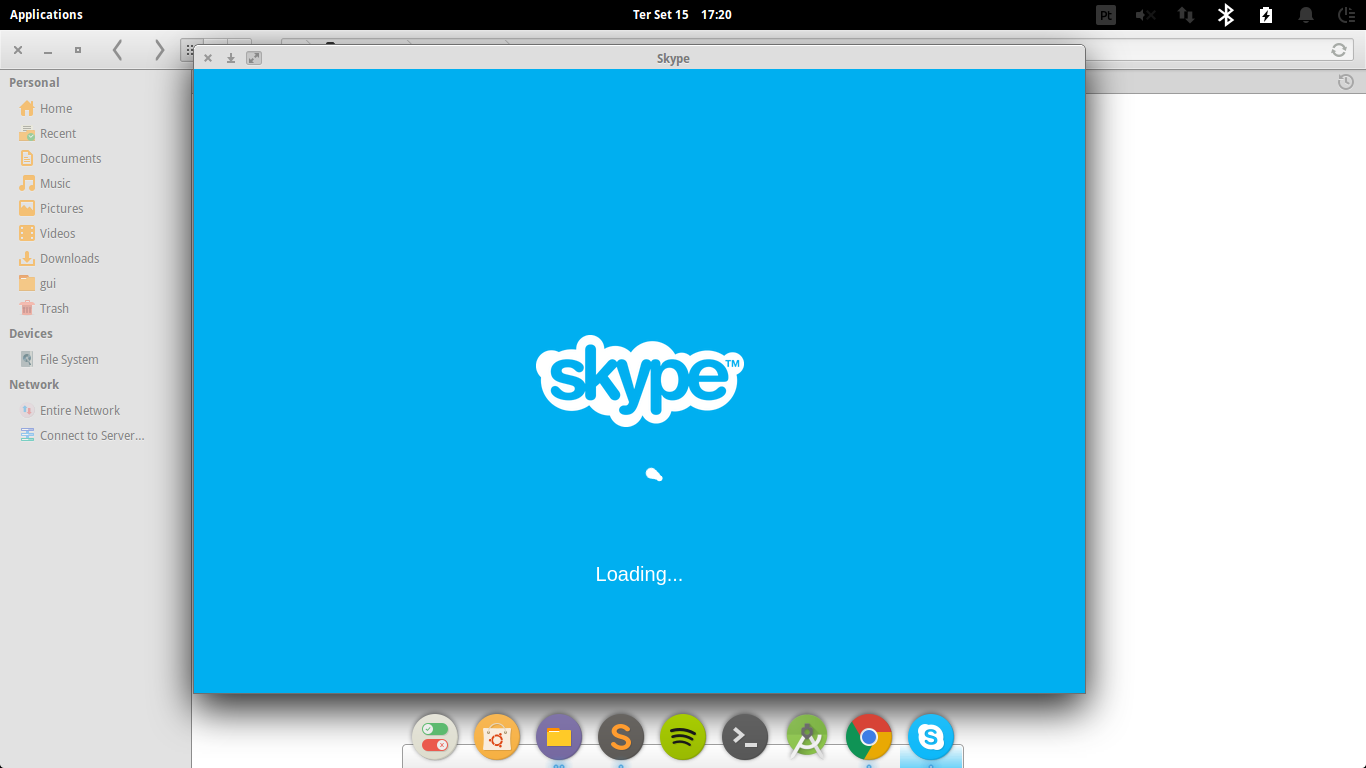 Applications
Ter Set 15 17:20
Pt
Skype
Personal
Home
Recent
Documents
Music
Pictures
Videos
Downloads
gui
Trash
Devices
File System
Network
Entire Network
Connect to Server...
skype™
Loading...
S
S